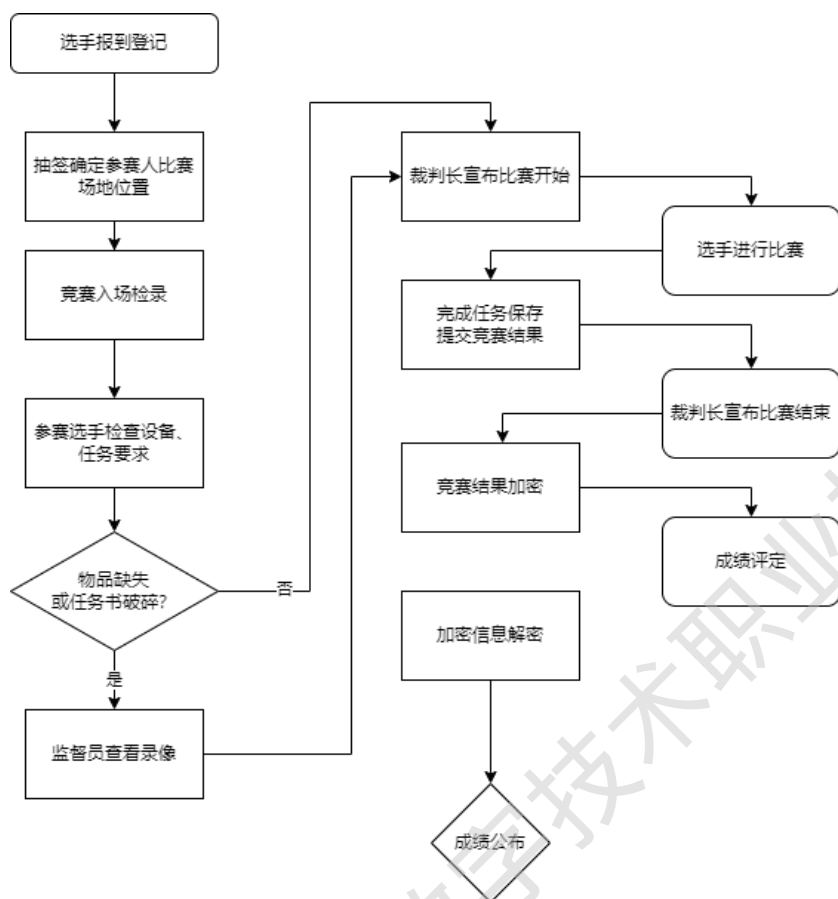 选手报到登记
抽签确定参赛人比赛
场地位置
竞赛入场检录
参赛选手检查设备、
任务要求
物品缺失
或任务书破碎?
否
是
监督员查看录像
裁判长宣布比赛开始
选手进行比赛
完成任务保存
提交竞赛结果
裁判长宣布比赛结束
竞赛结果加密
成绩评定
加密信息解密
成绩公布
字技术职业